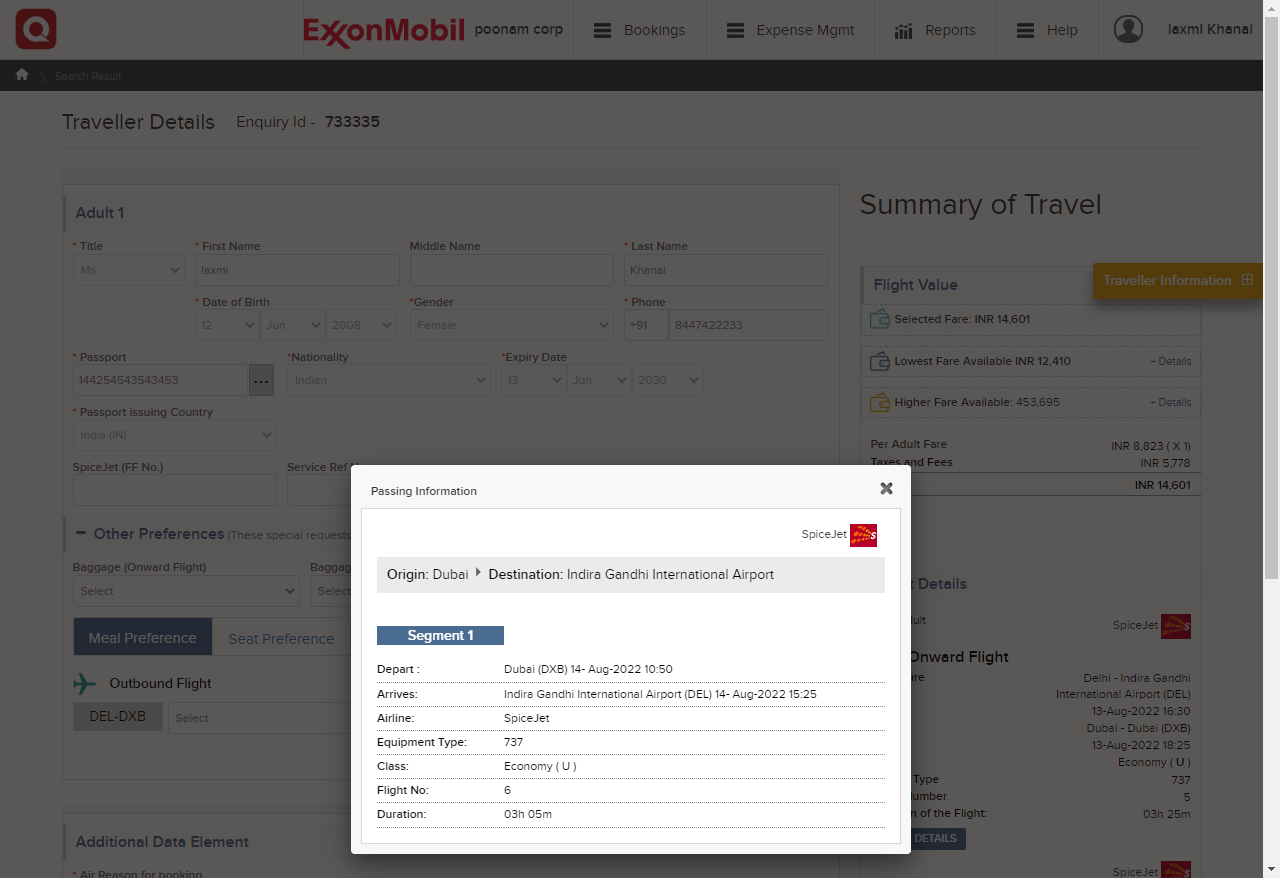 Q
ExxonMobil poonam corp Bookings Expense Mgmt Reports Help laxmi Khanal
Search Result
Traveller Details Enquiry Id - 733335
Adult 1
* Title * First Name Middle Name * Last Name
Ms. laxmi Khanal
* Date of Birth *Gender * Phone
12 Jun 2008 Female +91 8447422233
* Passport *Nationality *Expiry Date
144254543543453 ... Indian 13 Jun 2030
* Passport issuing Country
India (IN)
SpiceJet (FF No.) Service Ref
Other Preferences (These special requests
Baggage (Onward Flight)
Select Select
Meal Preference Seat Preference
Outbound Flight
DEL-DXB Select
Additional Data Element
* Air Reason for booking
Summary of Travel
Flight Value
Traveller Information
Selected Fare: INR 14,601
Lowest Fare Available INR 12,410 – Details
Higher Fare Available: 453,695 – Details
Per Adult Fare INR 8,823 ( X 1)
Taxes and Fees INR 5,778
INR 14,601
Details
SpiceJet
Onward Flight
Delhi - Indira Gandhi
International Airport (DEL)
13-Aug-2022 16:30
Dubai - Dubai (DXB)
13-Aug-2022 18:25
Economy ( U )
Type 737
5
of the Flight: 03h 25m
DETAILS
SpiceJet
Passing Information
SpiceJet
Origin: Dubai Destination: Indira Gandhi International Airport
Segment 1
Depart : Dubai (DXB) 14- Aug-2022 10:50
Arrives: Indira Gandhi International Airport (DEL) 14- Aug-2022 15:25
Airline: SpiceJet
Equipment Type: 737
Class: Economy ( U )
Flight No: 6
Duration: 03h 05m